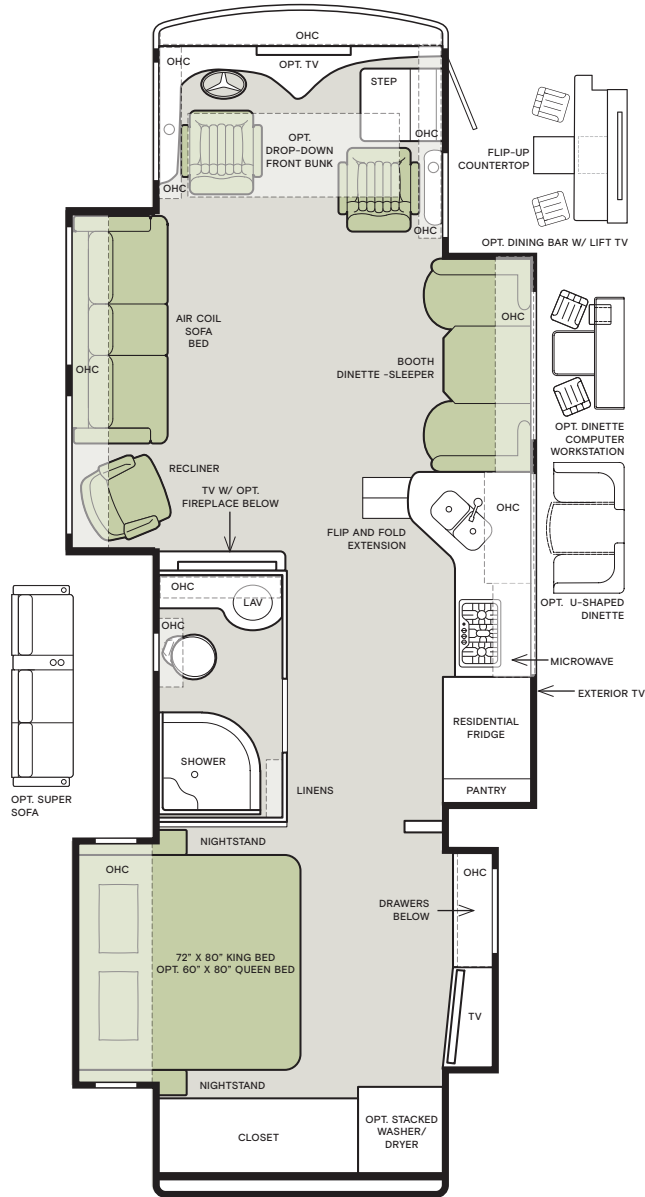 OHC
OHC
OPT. TV
STEP
OPT.
DROP-DOWN
FRONT BUNK
OHC
OHC
OHC
FLIP-UP
COUNTERTOP
OPT. DINING BAR W/ LIFT TV
AIR COIL
SOFA
BED
OHC
OHC
BOOTH
DINETTE -SLEEPER
OPT. DINETTE
COMPUTER
WORKSTATION
RECLINER
TV W/ OPT.
FIREPLACE BELOW
OHC
FLIP AND FOLD
EXTENSION
OHC
LAV
OHC
OPT. U-SHAPED
DINETTE
MICROWAVE
EXTERIOR TV
RESIDENTIAL
FRIDGE
SHOWER
LINENS
PANTRY
OPT. SUPER
SOFA
NIGHTSTAND
OHC
OHC
DRAWERS
BELOW
72" X 80" KING BED
OPT. 60" X 80" QUEEN BED
TV
NIGHTSTAND
CLOSET
OPT. STACKED
WASHER/
DRYER